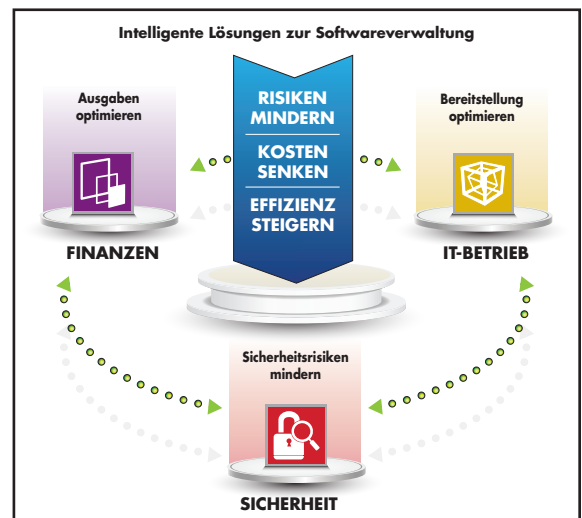 Intelligente Lösungen zur Softwareverwaltung
Ausgaben
optimieren
RISIKEN
MINDERN
KOSTEN
SENKEN
EFFIZIENZ
STEIGERN
Bereitstellung
optimieren
FINANZEN
IT-BETRIEB
Sicherheitsrisiken
mindern
SICHERHEIT